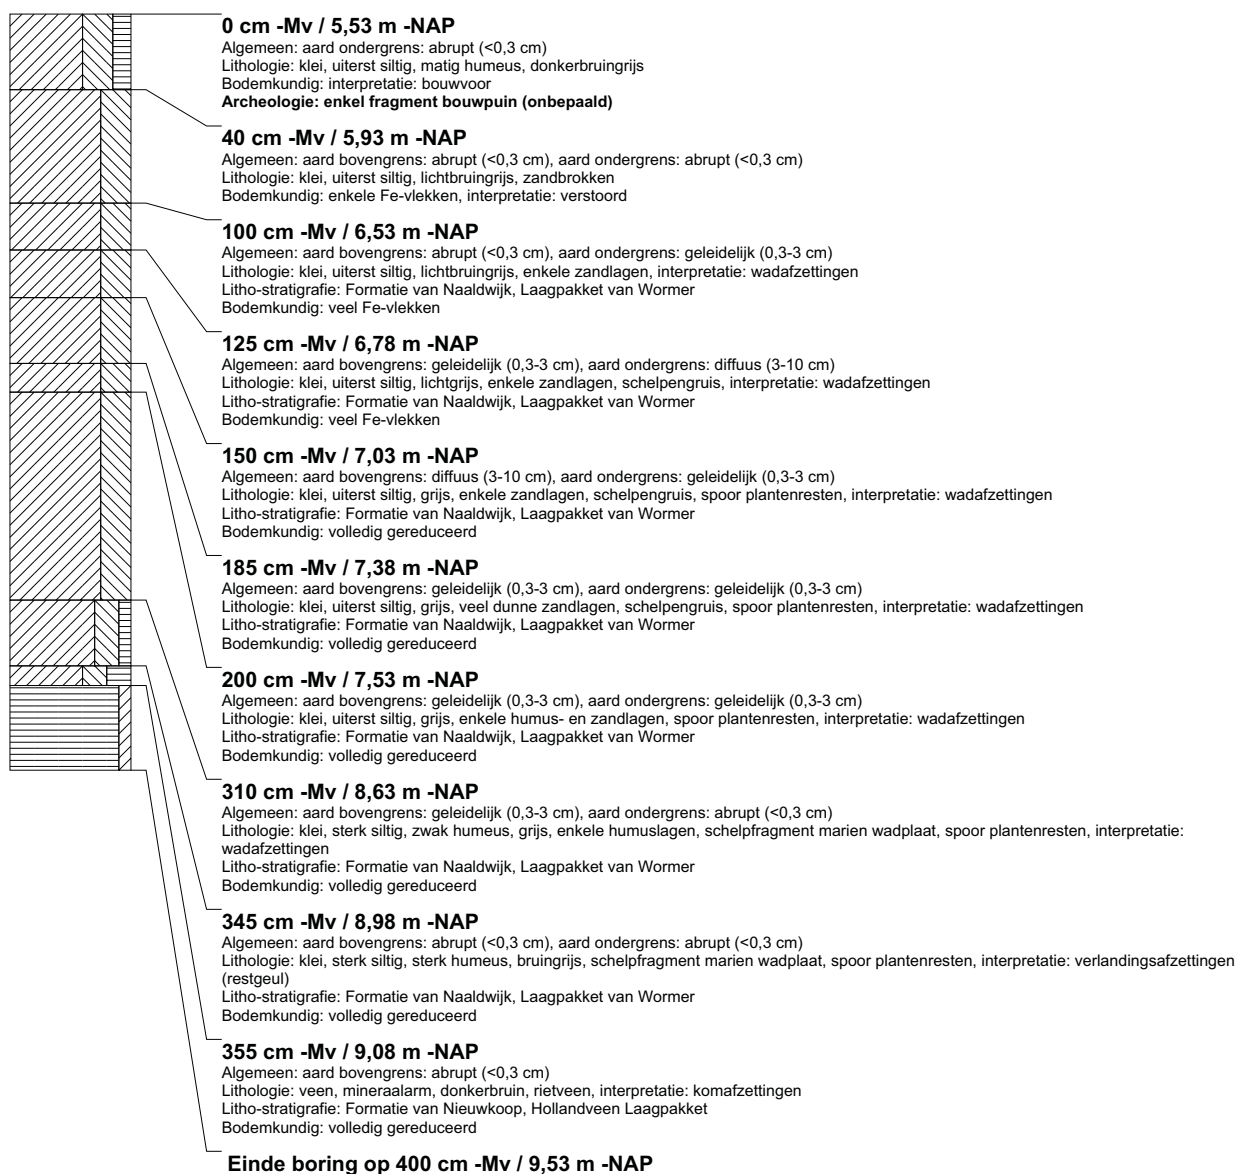 0 cm -Mv / 5,53 m -NAP
Algemeen: aard ondergrens: abrupt (<0,3 cm)
Lithologie: klei, uiterst siltig, matig humeus, donkerbruingrijs
Bodemkundig: interpretatie: bouwvoor
Archeologie: enkel fragment bouwpuin (onbepaald)
40 cm -Mv / 5,93 m -NAP
Algemeen: aard bovengrens: abrupt (<0,3 cm), aard ondergrens: abrupt (<0,3 cm)
Lithologie: klei, uiterst siltig, lichtbruingrijs, zandbrokken
Bodemkundig: enkele Fe-vlekken, interpretatie: verstoord
100 cm -Mv / 6,53 m -NAP
Algemeen: aard bovengrens: abrupt (<0,3 cm), aard ondergrens: geleidelijk (0,3-3 cm)
Lithologie: klei, uiterst siltig, lichtbruingrijs, enkele zandlagen, interpretatie: wadafzettingen
Litho-stratigrafie: Formatie van Naaldwijk, Laagpakket van Wormer
Bodemkundig: veel Fe-vlekken
125 cm -Mv / 6,78 m -NAP
Algemeen: aard bovengrens: geleidelijk (0,3-3 cm), aard ondergrens: diffuus (3-10 cm)
Lithologie: klei, uiterst siltig, lichtgrijs, enkele zandlagen, schelpengruis, interpretatie: wadafzettingen
Litho-stratigrafie: Formatie van Naaldwijk, Laagpakket van Wormer
Bodemkundig: veel Fe-vlekken
150 cm -Mv / 7,03 m -NAP
Algemeen: aard bovengrens: diffuus (3-10 cm), aard ondergrens: geleidelijk (0,3-3 cm)
Lithologie: klei, uiterst siltig, grijs, enkele zandlagen, schelpengruis, spoor plantenresten, interpretatie: wadafzettingen
Litho-stratigrafie: Formatie van Naaldwijk, Laagpakket van Wormer
Bodemkundig: volledig gereduceerd
185 cm -Mv / 7,38 m -NAP
Algemeen: aard bovengrens: geleidelijk (0,3-3 cm), aard ondergrens: geleidelijk (0,3-3 cm)
Lithologie: klei, uiterst siltig, grijs, veel dunne zandlagen, schelpengruis, spoor plantenresten, interpretatie: wadafzettingen
Litho-stratigrafie: Formatie van Naaldwijk, Laagpakket van Wormer
Bodemkundig: volledig gereduceerd
200 cm -Mv / 7,53 m -NAP
Algemeen: aard bovengrens: geleidelijk (0,3-3 cm), aard ondergrens: geleidelijk (0,3-3 cm)
Lithologie: klei, uiterst siltig, grijs, enkele humus- en zandlagen, spoor plantenresten, interpretatie: wadafzettingen
Litho-stratigrafie: Formatie van Naaldwijk, Laagpakket van Wormer
Bodemkundig: volledig gereduceerd
310 cm -Mv / 8,63 m -NAP
Algemeen: aard bovengrens: geleidelijk (0,3-3 cm), aard ondergrens: abrupt (<0,3 cm)
Lithologie: klei, sterk siltig, zwak humeus, grijs, enkele humuslagen, schelpfragment marien wadplaat, spoor plantenresten, interpretatie:
wadafzettingen
Litho-stratigrafie: Formatie van Naaldwijk, Laagpakket van Wormer
Bodemkundig: volledig gereduceerd
345 cm -Mv / 8,98 m -NAP
Algemeen: aard bovengrens: abrupt (<0,3 cm), aard ondergrens: abrupt (<0,3 cm)
Lithologie: klei, sterk siltig, sterk humeus, bruingrijs, schelpfragment marien wadplaat, spoor plantenresten, interpretatie: verlandingsafzettingen
(restgeul)
Litho-stratigrafie: Formatie van Naaldwijk, Laagpakket van Wormer
Bodemkundig: volledig gereduceerd
355 cm -Mv / 9,08 m -NAP
Algemeen: aard bovengrens: abrupt (<0,3 cm)
Lithologie: veen, mineraalarm, donkerbruin, rietveen, interpretatie: komafzettingen
Litho-stratigrafie: Formatie van Nieuwkoop, Hollandveen Laagpakket
Bodemkundig: volledig gereduceerd
Einde boring op 400 cm -Mv / 9,53 m -NAP